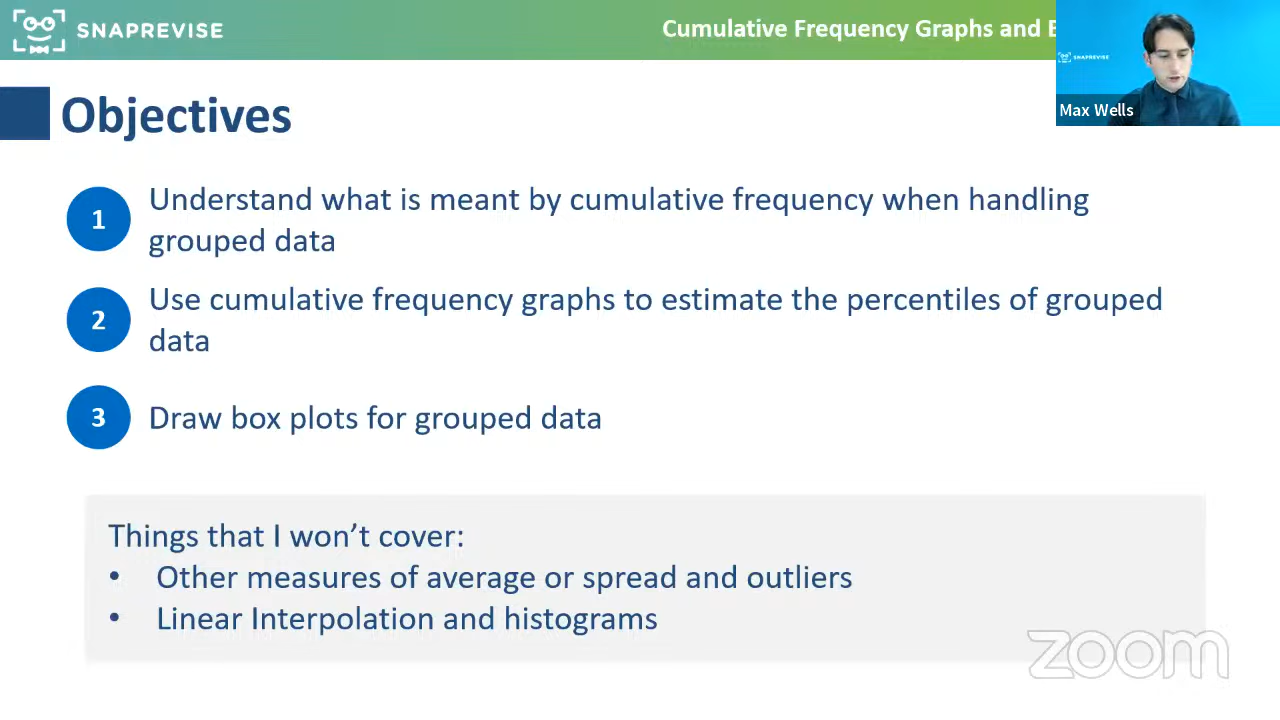 SNAPREVISE
Cumulative Frequency Graphs and
SNAPREVISE
Max Wells
Objectives
1
Understand what is meant by cumulative frequency when handling
grouped data
2
Use cumulative frequency graphs to estimate the percentiles of grouped
data
3
Draw box plots for grouped data
Things that I won’t cover:
• Other measures of average or spread and outliers
• Linear Interpolation and histograms
zoom